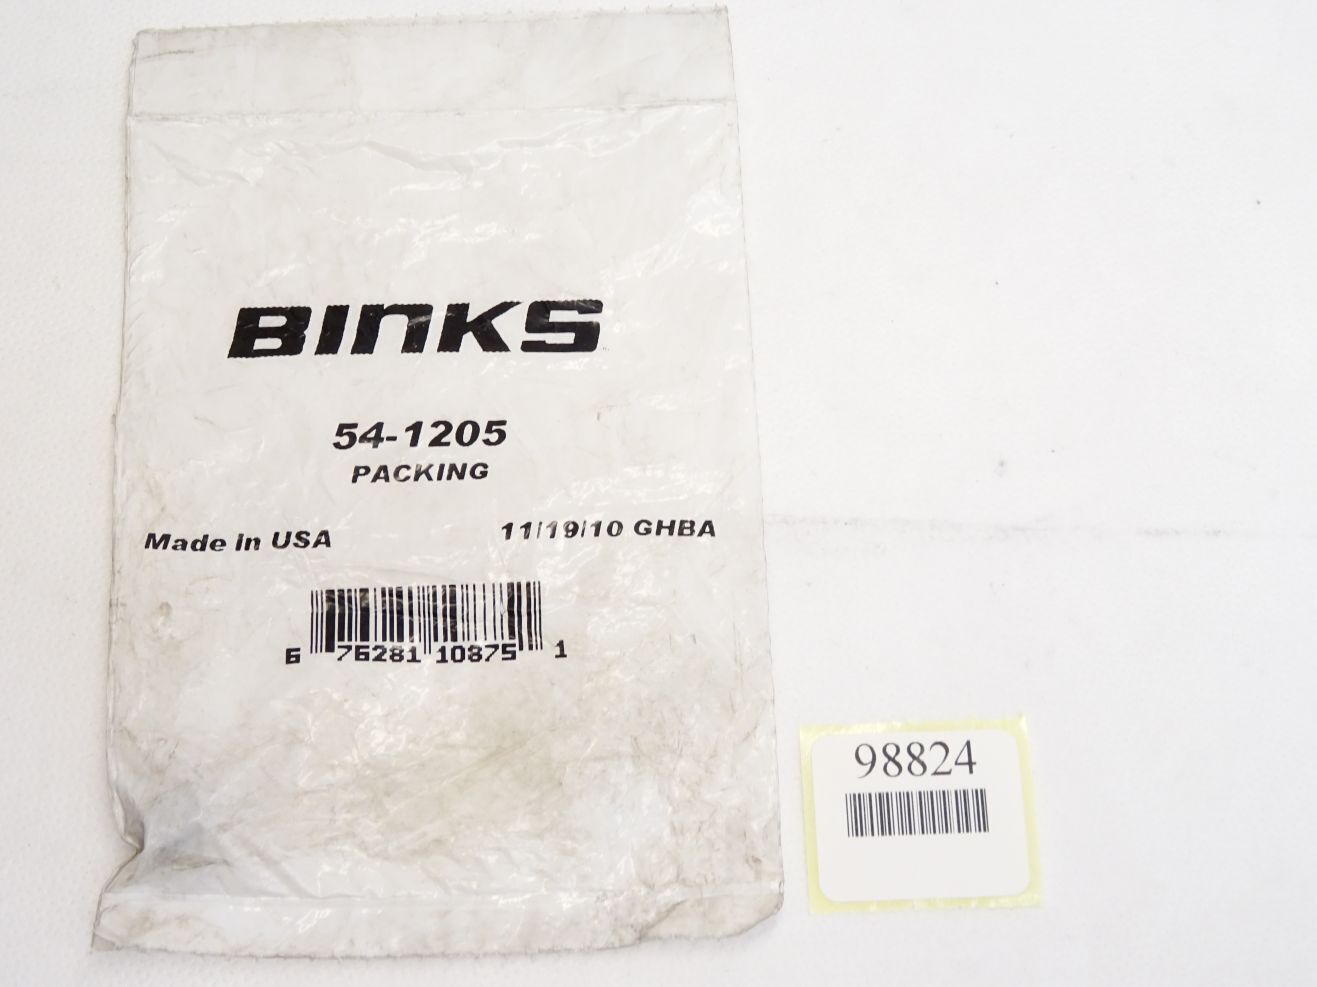 BINKS
54-1205
PACKING
Made in USA
11/19/10 GHBA
6 76281 10875 1
98824